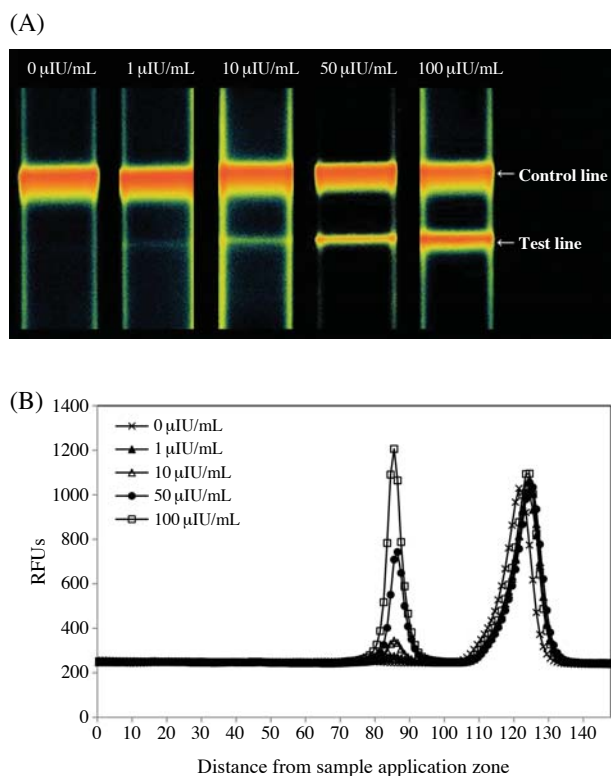 (A)
0 μIU/mL 1 μIU/mL 10 μIU/mL 50 μIU/mL 100 μIU/mL
← Control line
← Test line
(B)
1400
1200
1000
800
600
400
200
0
RFUs
0 μIU/mL
1 μIU/mL
10 μIU/mL
50 μIU/mL
100 μIU/mL
0 10 20 30 40 50 60 70 80 90 100 110 120 130 140
Distance from sample application zone